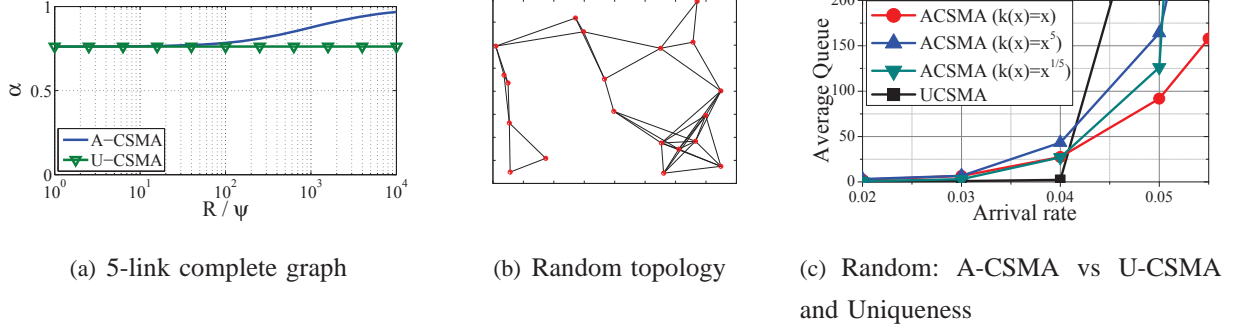 1
0.5
0
α
A−CSMA
U−CSMA
10^0 10^1 10^2 10^3 10^4
R / ψ
(a) 5-link complete graph
(b) Random topology
200
150
100
50
25
0
Average Queue
ACSMA (k(x)=x)
ACSMA (k(x)=x^5)
ACSMA (k(x)=x^{1/5})
UCSMA
0.02 0.03 0.04 0.05
Arrival rate
(c) Random: A-CSMA vs U-CSMA
and Uniqueness